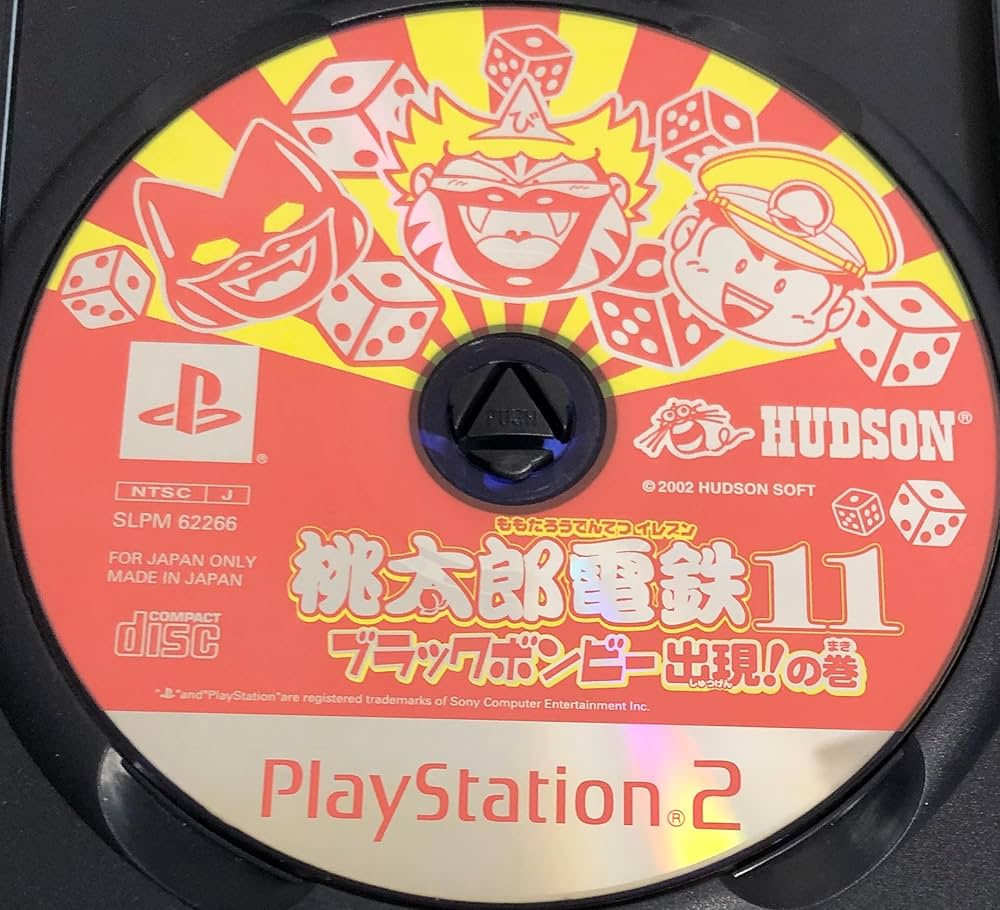 び
PUSH
HUDSON®
©2002 HUDSON SOFT
NTSC J
SLPM 62266
FOR JAPAN ONLY
MADE IN JAPAN
COMPACT
disc
ももたろうでんてつ イレブン
桃太郎電鉄11
ブラックボンビー出現!の巻
しゅつげん
まき
"PS"and"PlayStation"are registered trademarks of Sony Computer Entertainment Inc.
PlayStation®2